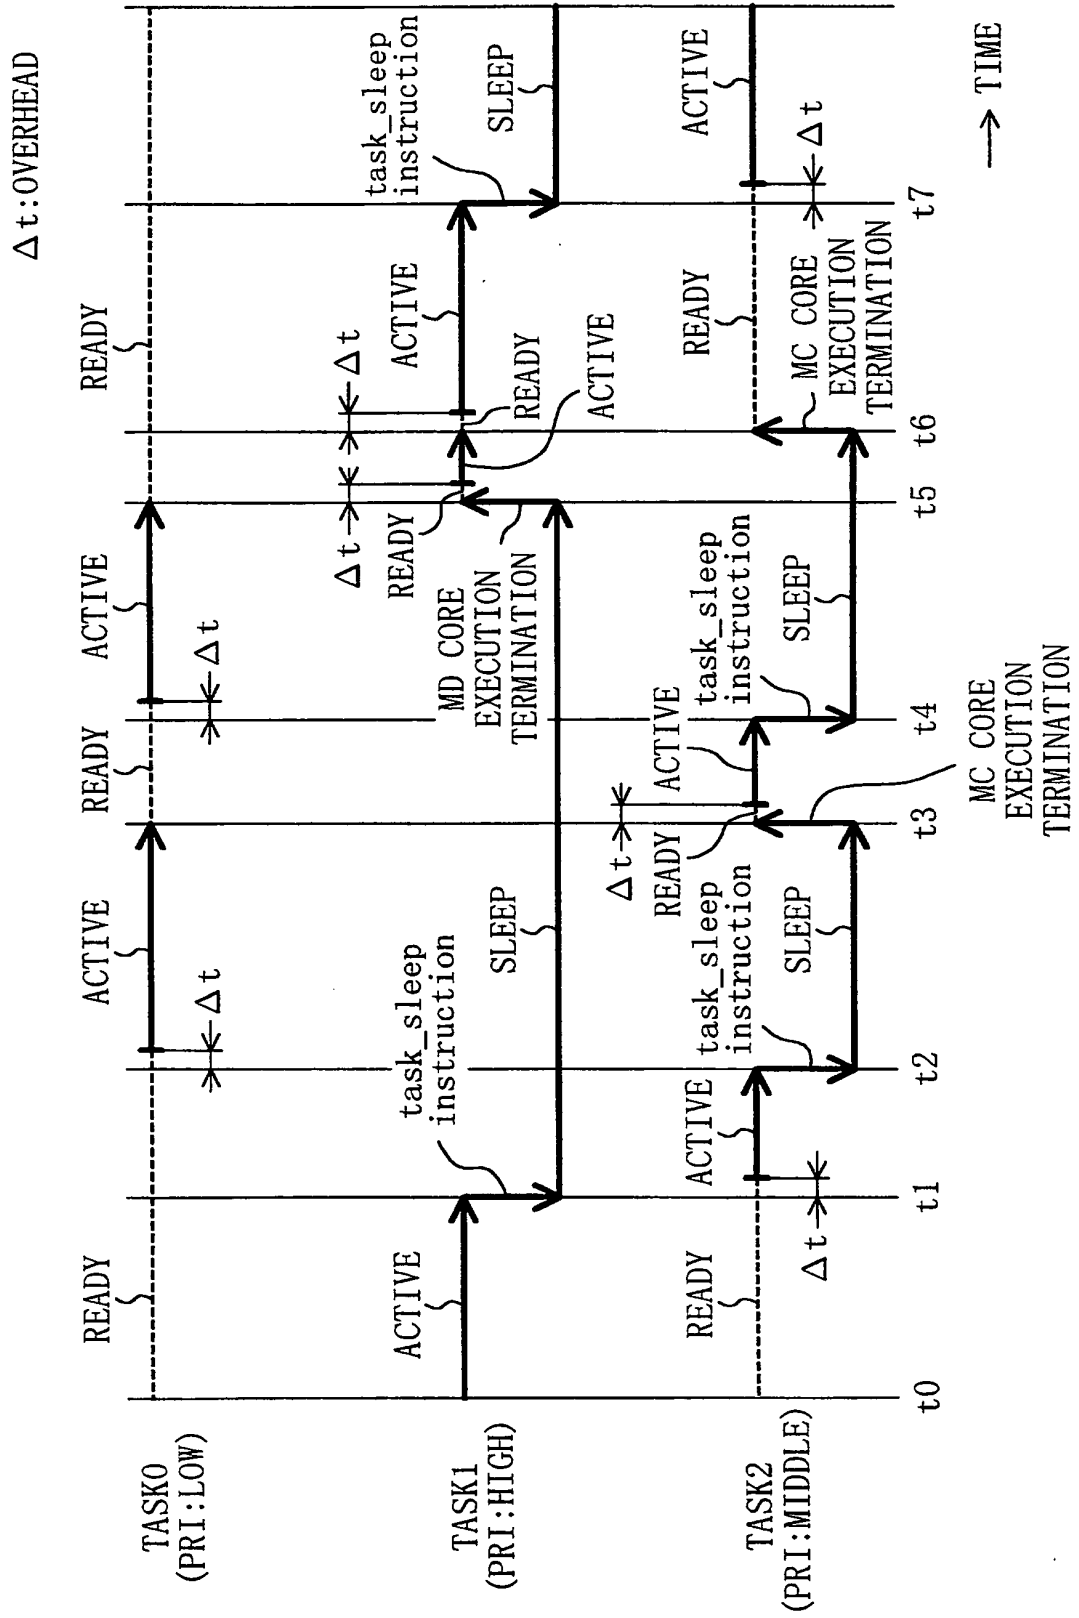 Δt:OVERHEAD
TASK0
(PRI:LOW)
READY
ACTIVE
Δt
READY
ACTIVE
Δt
READY
TASK1
(PRI:HIGH)
ACTIVE
task_sleep
instruction
SLEEP
MD CORE
EXECUTION
TERMINATION
READY
Δt
ACTIVE
READY
Δt
ACTIVE
task_sleep
instruction
SLEEP
TASK2
(PRI:MIDDLE)
READY
Δt
ACTIVE
task_sleep
instruction
SLEEP
READY
Δt
MC CORE
EXECUTION
TERMINATION
ACTIVE
task_sleep
instruction
SLEEP
MC CORE
EXECUTION
TERMINATION
READY
Δt
ACTIVE
t0
t1
t2
t3
t4
t5
t6
t7
TIME